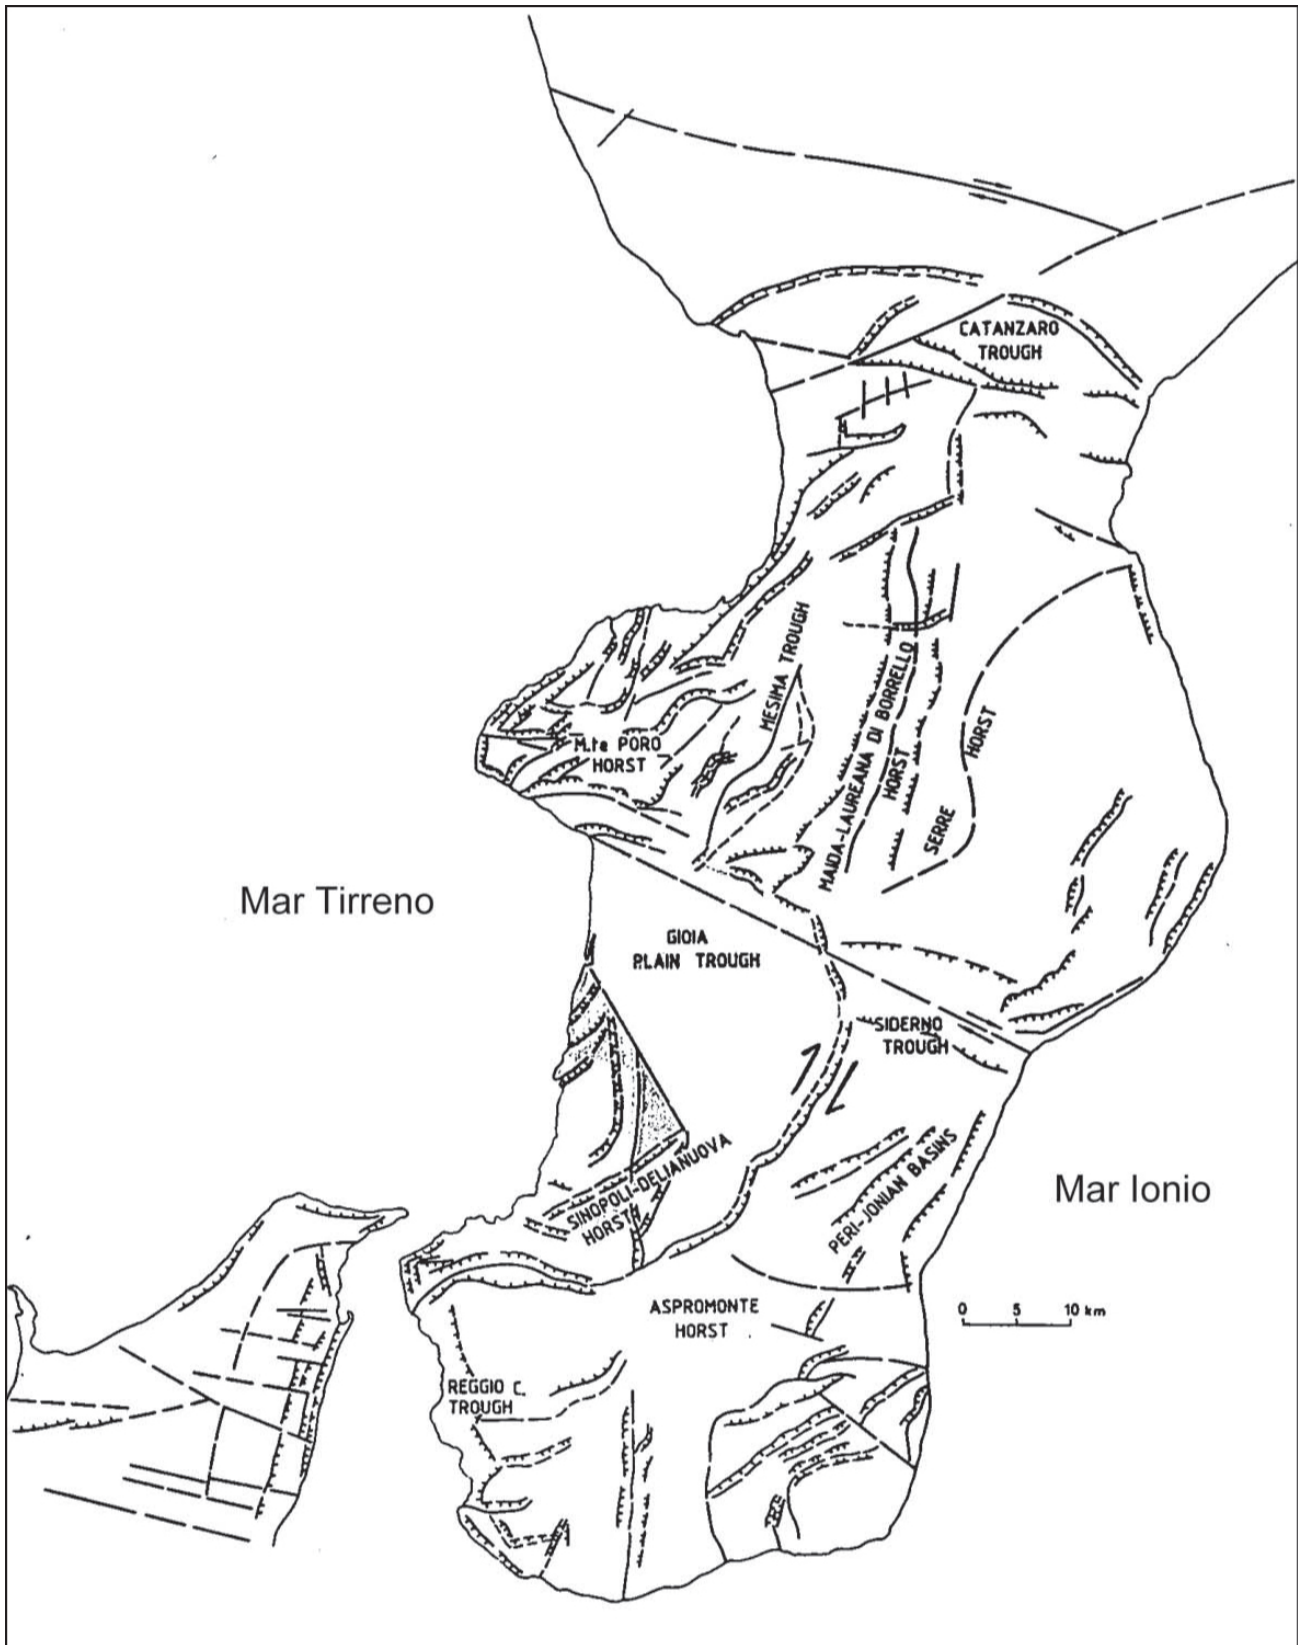 CATANZARO
TROUGH
MESIMA TROUGH
MAIDA-LAUREANA DI BORRELLO
HORST
SERRE
HORST
M.te PORO
HORST
Mar Tirreno
GIOIA
PLAIN TROUGH
SIDERNO
TROUGH
SINOPOLI-DELIANUOVA
HORST
PERI-JONIAN BASINS
Mar Ionio
0 5 10 km
ASPROMONTE
HORST
REGGIO C.
TROUGH